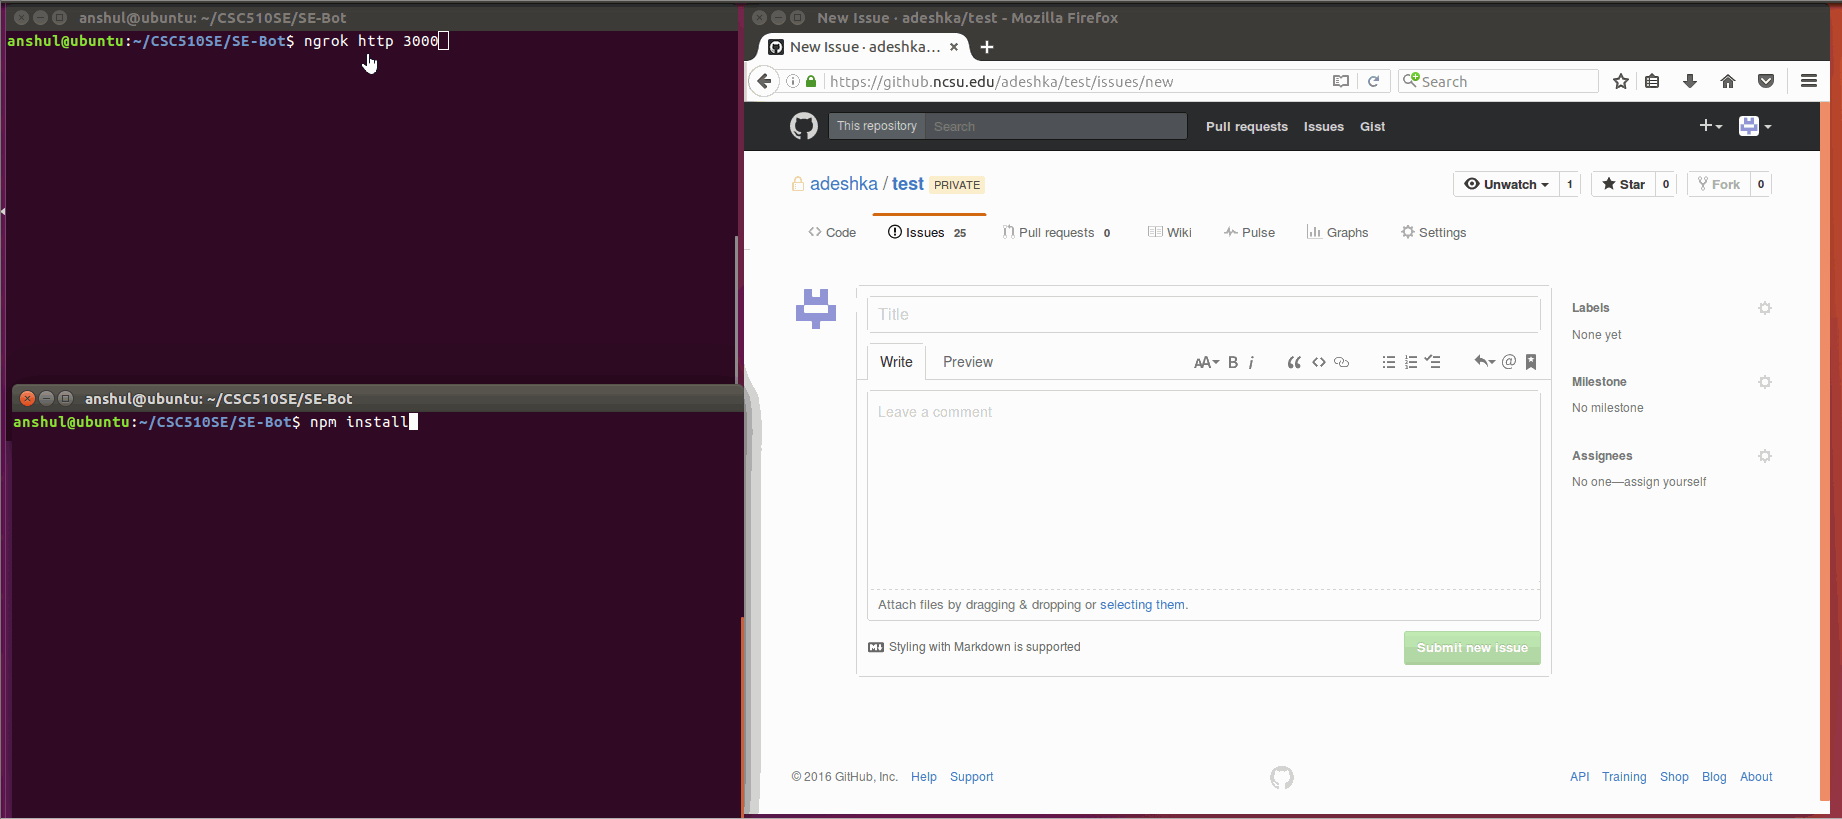 anshul@ubuntu: ~/CSC510SE/SE-Bot
anshul@ubuntu:~/CSC510SE/SE-Bot$ ngrok http 3000
anshul@ubuntu: ~/CSC510SE/SE-Bot
anshul@ubuntu:~/CSC510SE/SE-Bot$ npm install
New Issue · adeshka/test - Mozilla Firefox
New Issue · adeshka...
https://github.ncsu.edu/adeshka/test/issues/new
Search
This repository
Search
Pull requests
Issues
Gist
adeshka / test PRIVATE
Unwatch 1
Star 0
Fork 0
Code
Issues 25
Pull requests 0
Wiki
Pulse
Graphs
Settings
Title
Write
Preview
AA B i
Leave a comment
Attach files by dragging & dropping or selecting them.
Styling with Markdown is supported
Submit new issue
Labels
None yet
Milestone
No milestone
Assignees
No one—assign yourself
© 2016 GitHub, Inc. Help Support
API Training Shop Blog About